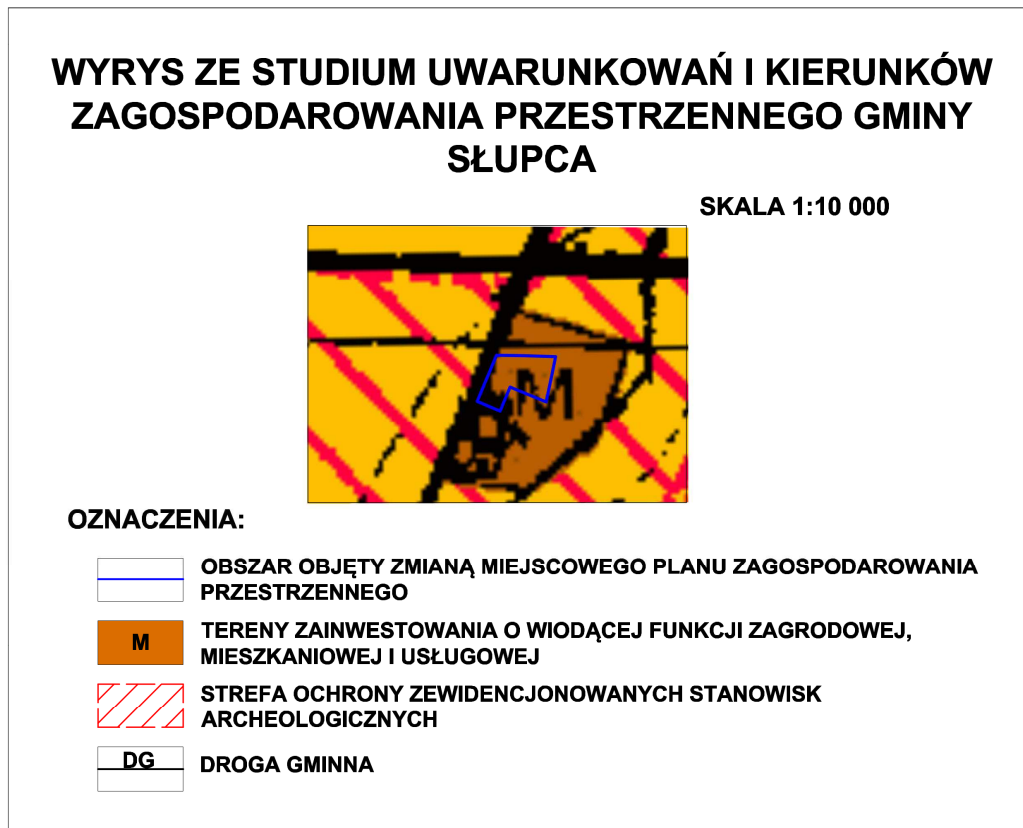 WYRYS ZE STUDIUM UWARUNKOWAŃ I KIERUNKÓW
ZAGOSPODAROWANIA PRZESTRZENNEGO GMINY
SŁUPCA
SKALA 1:10 000
M
OZNACZENIA:
OBSZAR OBJĘTY ZMIANĄ MIEJSCOWEGO PLANU ZAGOSPODAROWANIA
PRZESTRZENNEGO
M
TERENY ZAINWESTOWANIA O WIODĄCEJ FUNKCJI ZAGRODOWEJ,
MIESZKANIOWEJ I USŁUGOWEJ
STREFA OCHRONY ZEWIDENCJONOWANYCH STANOWISK
ARCHEOLOGICZNYCH
DG
DROGA GMINNA